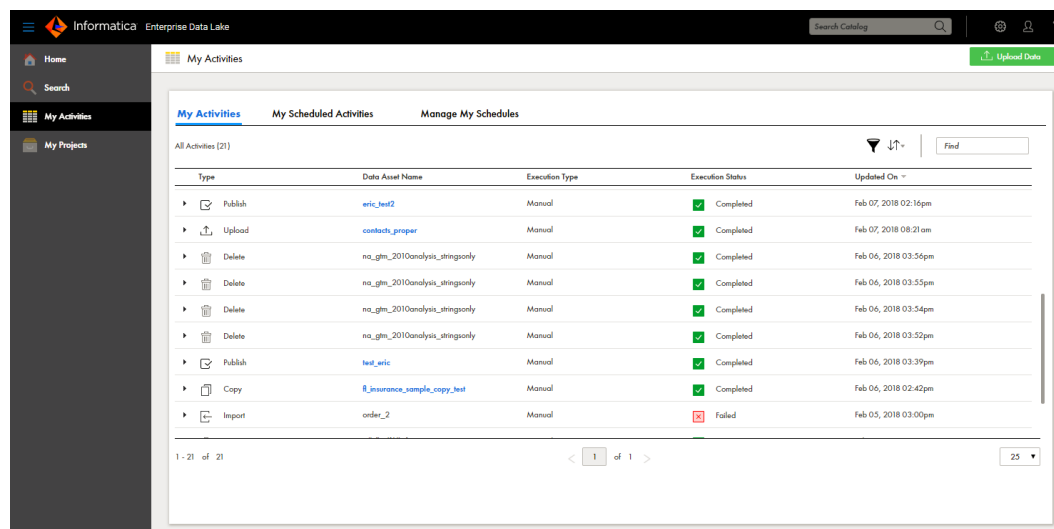 Informatica Enterprise Data Lake
Search Catalog
Home
Search
My Activities
My Projects
My Activities
Upload Data
My Activities My Scheduled Activities Manage My Schedules
All Activities (21)
Find
Type Data Asset Name Execution Type Execution Status Updated On
Publish eric_test2 Manual Completed Feb 07, 2018 02:16pm
Upload contacts_proper Manual Completed Feb 07, 2018 08:21am
Delete na_gtm_2010analysis_stringsonly Manual Completed Feb 06, 2018 03:56pm
Delete na_gtm_2010analysis_stringsonly Manual Completed Feb 06, 2018 03:55pm
Delete na_gtm_2010analysis_stringsonly Manual Completed Feb 06, 2018 03:54pm
Delete na_gtm_2010analysis_stringsonly Manual Completed Feb 06, 2018 03:52pm
Publish test_eric Manual Completed Feb 06, 2018 03:39pm
Copy fl_insurance_sample_copy_test Manual Completed Feb 06, 2018 02:42pm
Import order_2 Manual Failed Feb 05, 2018 03:00pm
1 - 21 of 21
1 of 1
25